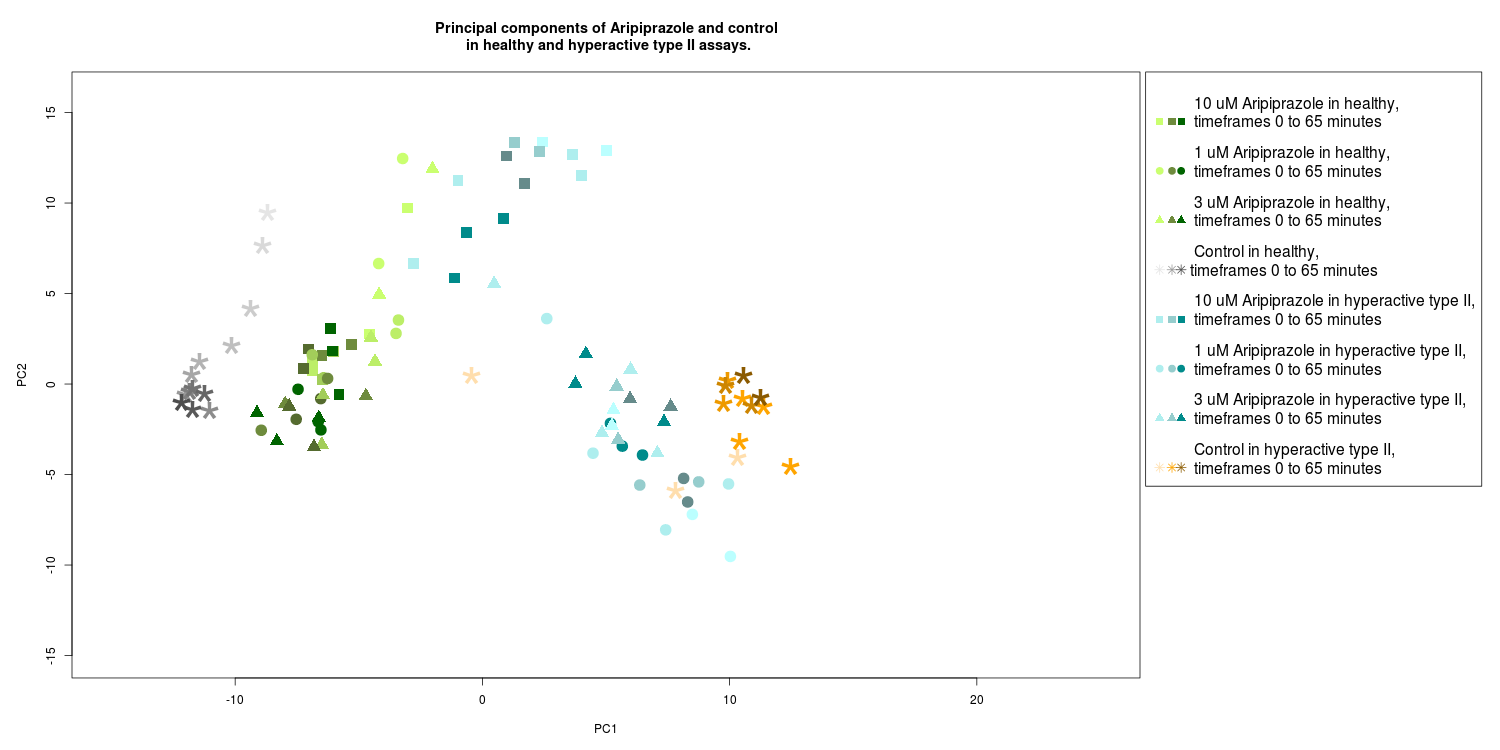 Principal components of Aripiprazole and control
in healthy and hyperactive type II assays.
15
10
5
0
-5
-10
-15
PC2
-10
0
10
20
PC1
10 uM Aripiprazole in healthy,
timeframes 0 to 65 minutes
1 uM Aripiprazole in healthy,
timeframes 0 to 65 minutes
3 uM Aripiprazole in healthy,
timeframes 0 to 65 minutes
Control in healthy,
timeframes 0 to 65 minutes
10 uM Aripiprazole in hyperactive type II,
timeframes 0 to 65 minutes
1 uM Aripiprazole in hyperactive type II,
timeframes 0 to 65 minutes
3 uM Aripiprazole in hyperactive type II,
timeframes 0 to 65 minutes
Control in hyperactive type II,
timeframes 0 to 65 minutes